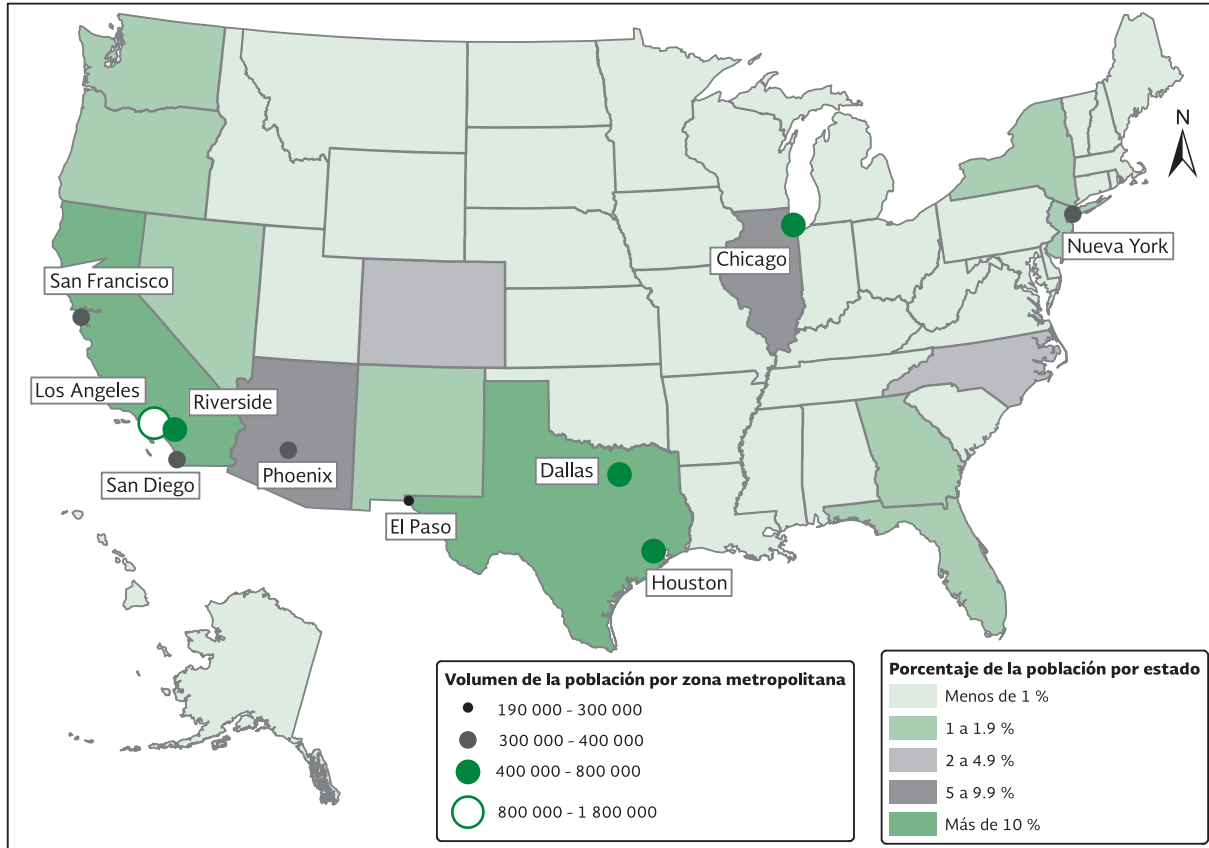 N
Nueva York
Chicago
San Francisco
Los Angeles
Riverside
San Diego
Phoenix
Dallas
El Paso
Houston
Volumen de la población por zona metropolitana
190 000 - 300 000
300 000 - 400 000
400 000 - 800 000
800 000 - 1 800 000
Porcentaje de la población por estado
Menos de 1 %
1 a 1.9 %
2 a 4.9 %
5 a 9.9 %
Más de 10 %